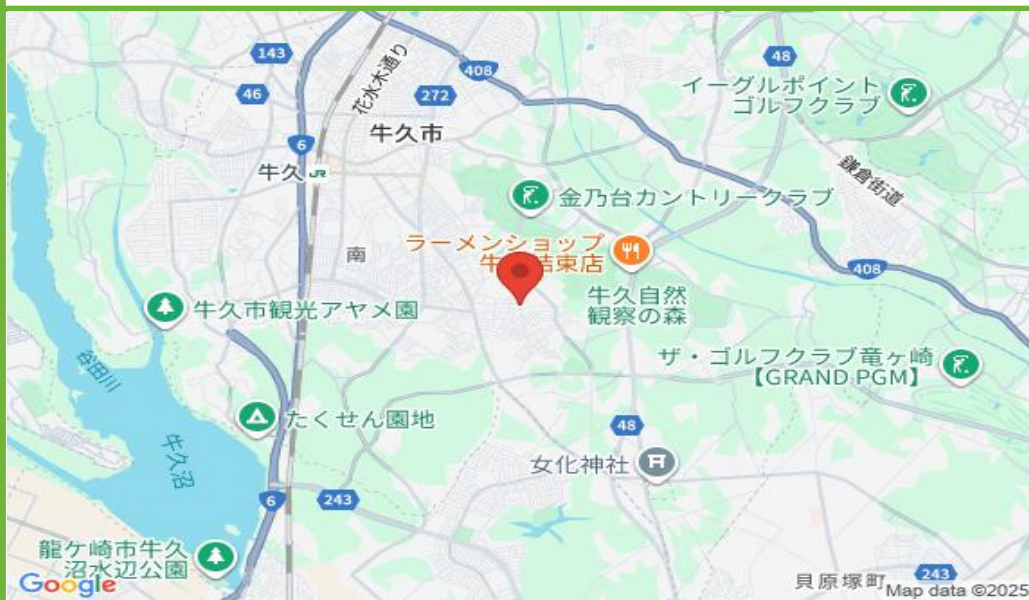 143
48
花水木通り
408
イーグルポイント
ゴルフクラブ
46
272
6
牛久市
牛久 JR
鎌倉街道
金乃台カントリークラブ
ラーメンショップ
牛 結束店
南
408
牛久自然
観察の森
牛久市観光アヤメ園
谷田川
ザ・ゴルフクラブ竜ヶ崎
【GRAND PGM】
たくせん園地
48
牛久沼
女化神社
6
243
龍ケ崎市牛久
沼水辺公園
Google
貝原塚町
243
Map data ©2025